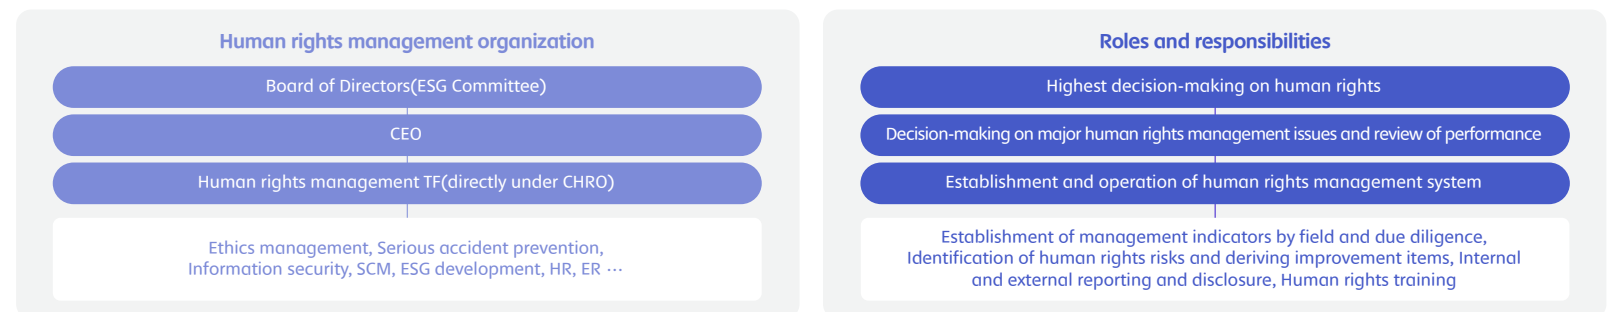 Human rights management organization
Board of Directors(ESG Committee)
CEO
Human rights management TF(directly under CHRO)
Ethics management, Serious accident prevention,
Information security, SCM, ESG development, HR, ER ⋯
Roles and responsibilities
Highest decision-making on human rights
Decision-making on major human rights management issues and review of performance
Establishment and operation of human rights management system
Establishment of management indicators by field and due diligence,
Identification of human rights risks and deriving improvement items, Internal
and external reporting and disclosure, Human rights training